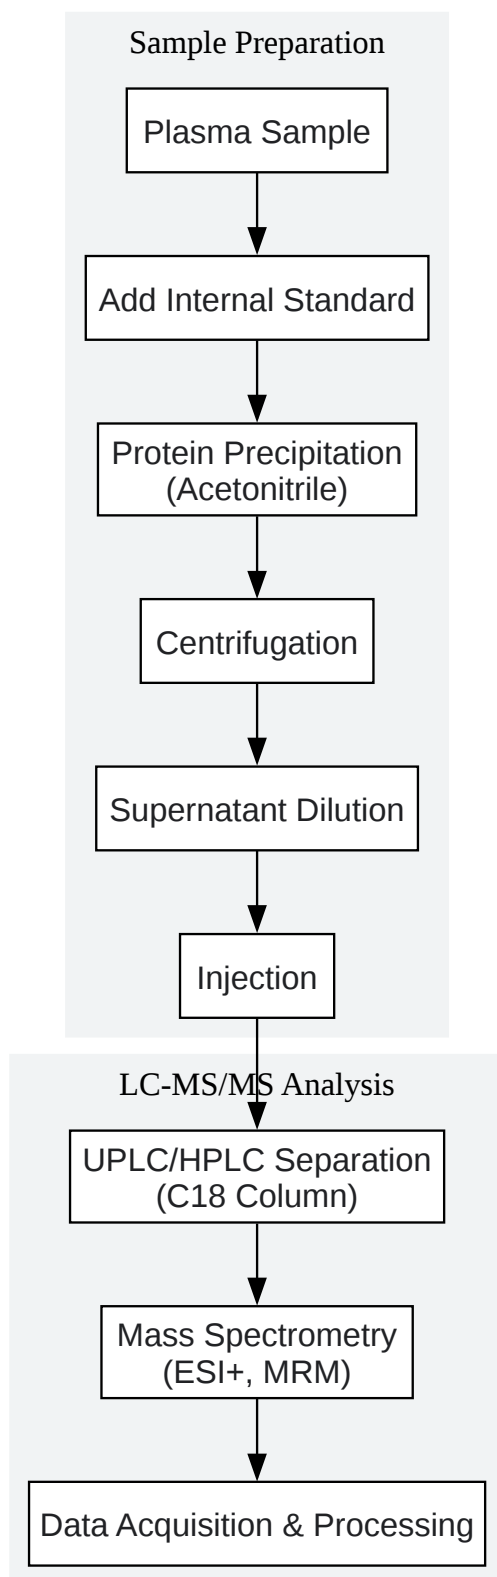 Sample Preparation
Plasma Sample
Add Internal Standard
Protein Precipitation
(Acetonitrile)
Centrifugation
Supernatant Dilution
Injection
LC-MS/MS Analysis
UPLC/HPLC Separation
(C18 Column)
Mass Spectrometry
(ESI+, MRM)
Data Acquisition & Processing